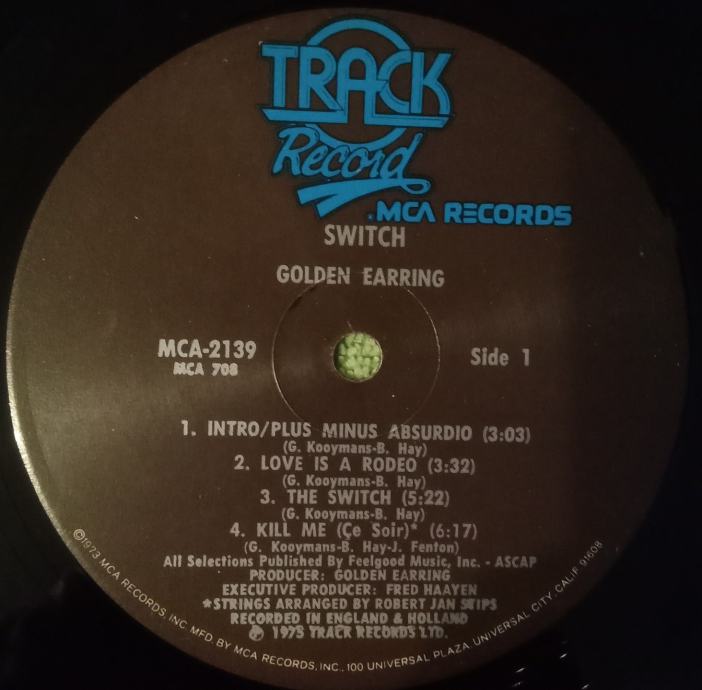 TRACK
Record
.MCA RECORDS
SWITCH
GOLDEN EARRING
MCA-2139
MCA 708
Side 1
1. INTRO/PLUS MINUS ABSURDIO (3:03)
(G. Kooymans-B. Hay)
2. LOVE IS A RODEO (3:32)
(G. Kooymans-B. Hay)
3. THE SWITCH (5:22)
(G. Kooymans-B. Hay)
4. KILL ME (Çe Soir)* (6:17)
(G. Kooymans-B. Hay-J. Fenton)
All Selections Published By Feelgood Music, Inc. - ASCAP
PRODUCER: GOLDEN EARRING
EXECUTIVE PRODUCER: FRED HAAYEN
*STRINGS ARRANGED BY ROBERT JAN STIPS
RECORDED IN ENGLAND & HOLLAND
℗ 1975 TRACK RECORDS LTD.
©1973 MCA RECORDS, INC. MFD. BY MCA RECORDS, INC., 100 UNIVERSAL PLAZA, UNIVERSAL CITY, CALIF. 91608